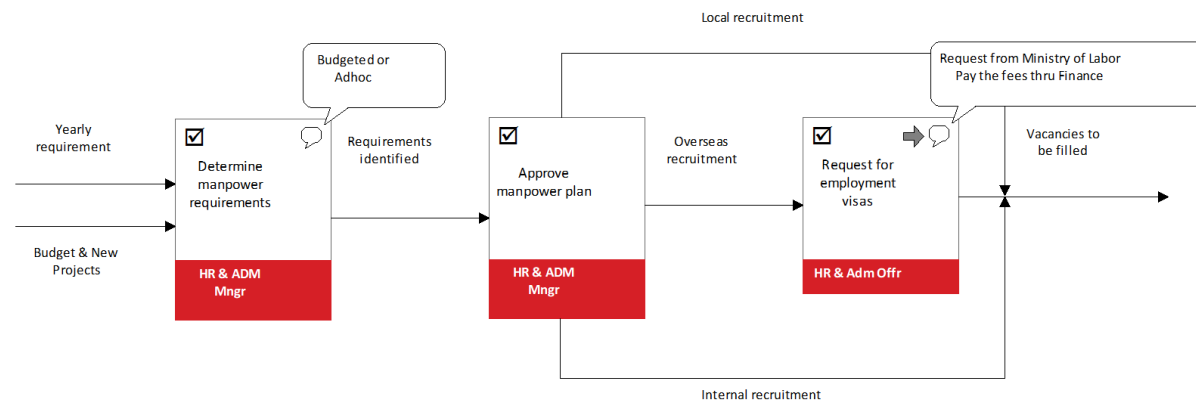 Local recruitment
Budgeted or
Adhoc
Request from Ministry of Labor
Pay the fees thru Finance
Yearly
requirement
Determine
manpower
requirements
HR & ADM
Mngr
Budget & New
Projects
Requirements
identified
Approve
manpower plan
HR & ADM
Mngr
Overseas
recruitment
Request for
employment
visas
HR & Adm Offr
Vacancies to
be filled
Internal recruitment